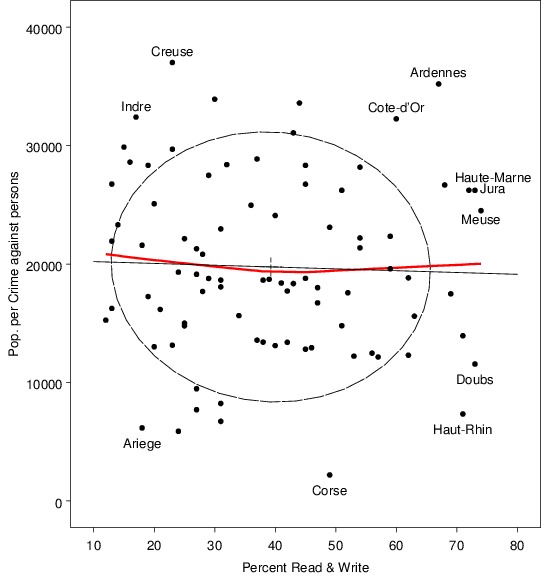 40000
Creuse
Ardennes
Indre
Cote-d'Or
30000
Haute-Marne
Jura
Meuse
Pop. per Crime against persons
20000
10000
Doubs
Haut-Rhin
Ariege
Corse
0
10 20 30 40 50 60 70 80
Percent Read & Write